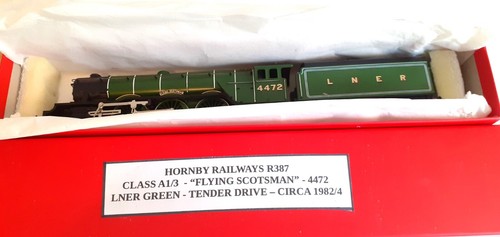 4472
L N E R
HORNBY RAILWAYS R387
CLASS A1/3 - “FLYING SCOTSMAN” - 4472
LNER GREEN - TENDER DRIVE – CIRCA 1982/4